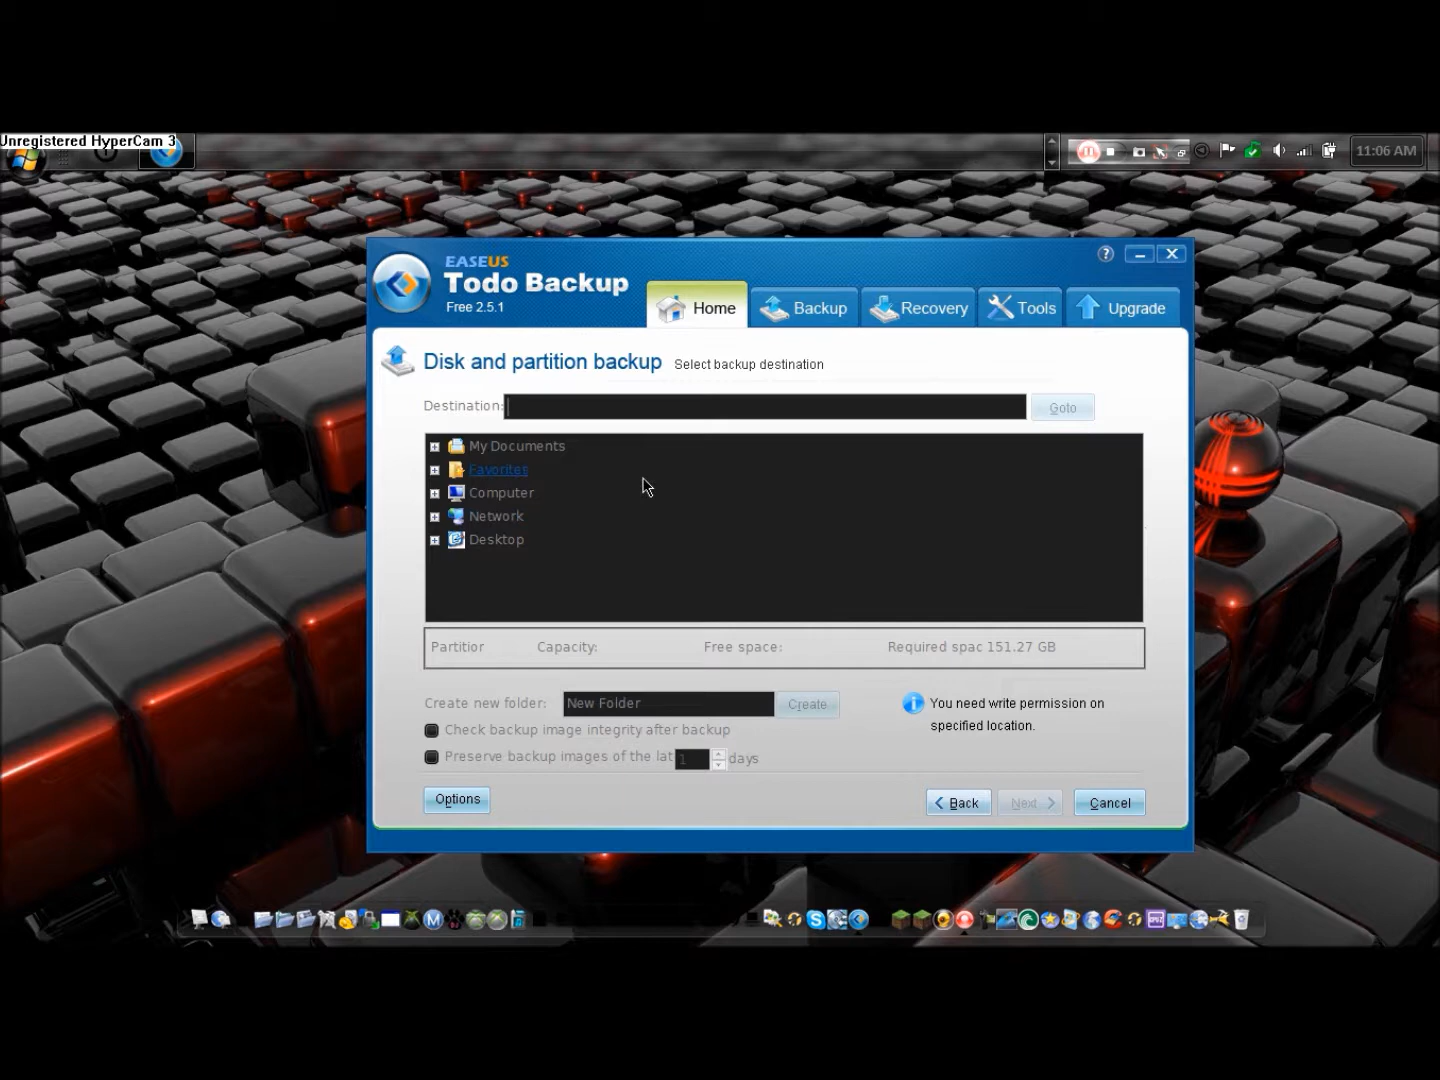 Unregistered HyperCam 3
11:06 AM
EASEUS
Todo Backup
Free 2.5.1
Home
Backup
Recovery
Tools
Upgrade
Disk and partition backup Select backup destination
Destination:
Goto
My Documents
Favorites
Computer
Network
Desktop
Partitior Capacity: Free space: Required spac 151.27 GB
Create new folder: New Folder Create
You need write permission on
specified location.
Check backup image integrity after backup
Preserve backup images of the lat 1 days
Options
< Back
Next >
Cancel